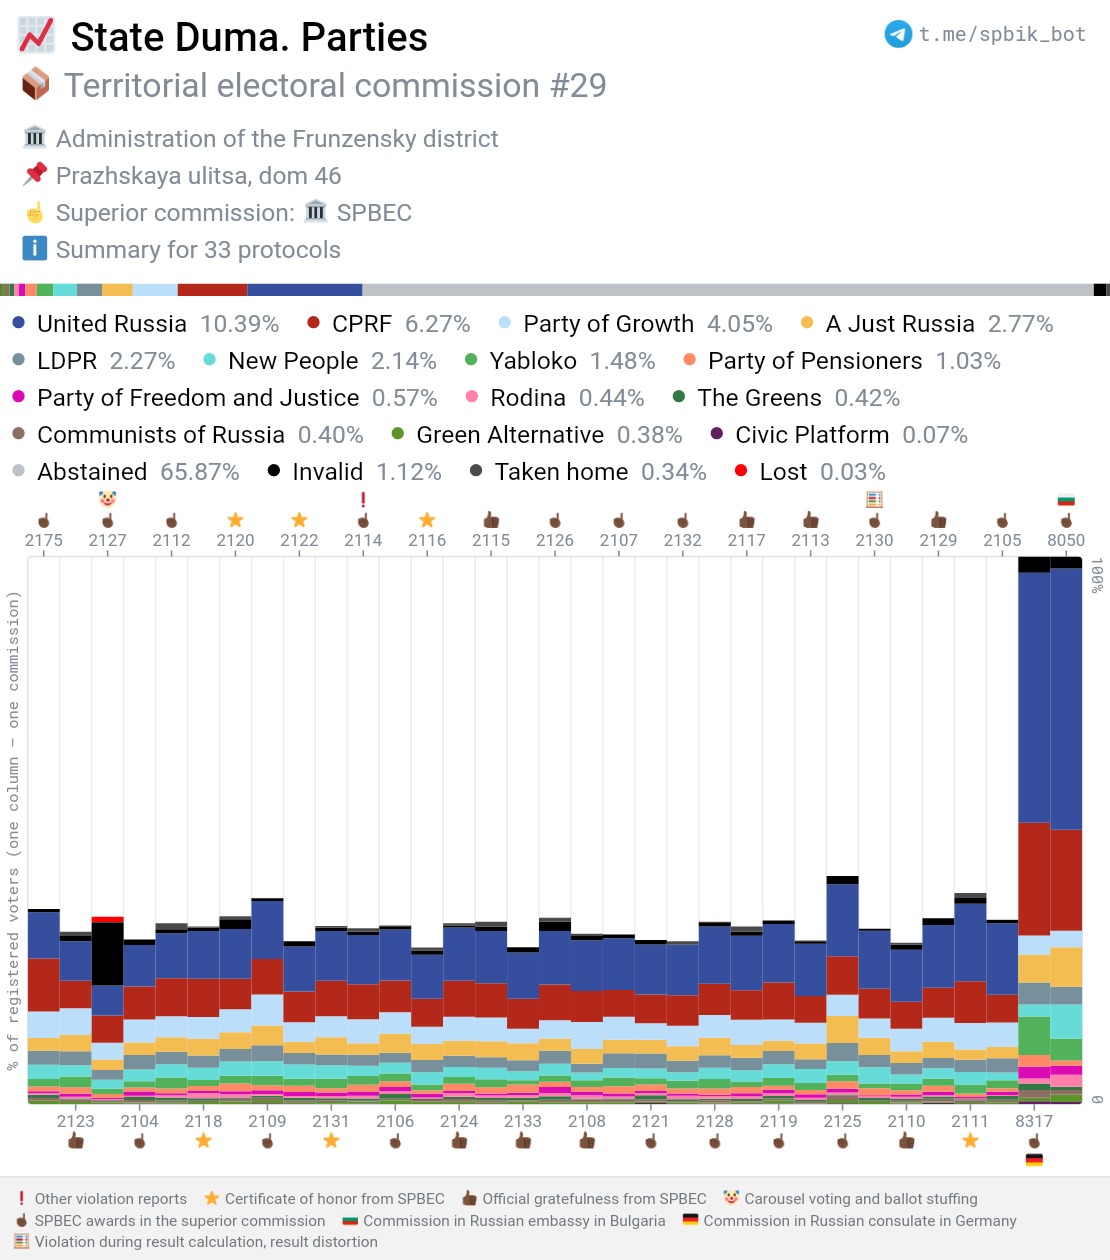 State Duma. Parties
t.me/spbik_bot
Territorial electoral commission #29
Administration of the Frunzensky district
Prazhskaya ulitsa, dom 46
Superior commission: SPBEC
Summary for 33 protocols
United Russia 10.39% CPRF 6.27% Party of Growth 4.05% A Just Russia 2.77%
LDPR 2.27% New People 2.14% Yabloko 1.48% Party of Pensioners 1.03%
Party of Freedom and Justice 0.57% Rodina 0.44% The Greens 0.42%
Communists of Russia 0.40% Green Alternative 0.38% Civic Platform 0.07%
Abstained 65.87% Invalid 1.12% Taken home 0.34% Lost 0.03%
2175 2127 2112 2120 2122 2114 2116 2115 2126 2107 2132 2117 2113 2130 2129 2105 8050
100%
% of registered voters (one column – one commission)
0
2123 2104 2118 2109 2131 2106 2124 2133 2108 2121 2128 2119 2125 2110 2111 8317
Other violation reports Certificate of honor from SPBEC Official gratefulness from SPBEC Carousel voting and ballot stuffing
SPBEC awards in the superior commission Commission in Russian embassy in Bulgaria Commission in Russian consulate in Germany
Violation during result calculation, result distortion